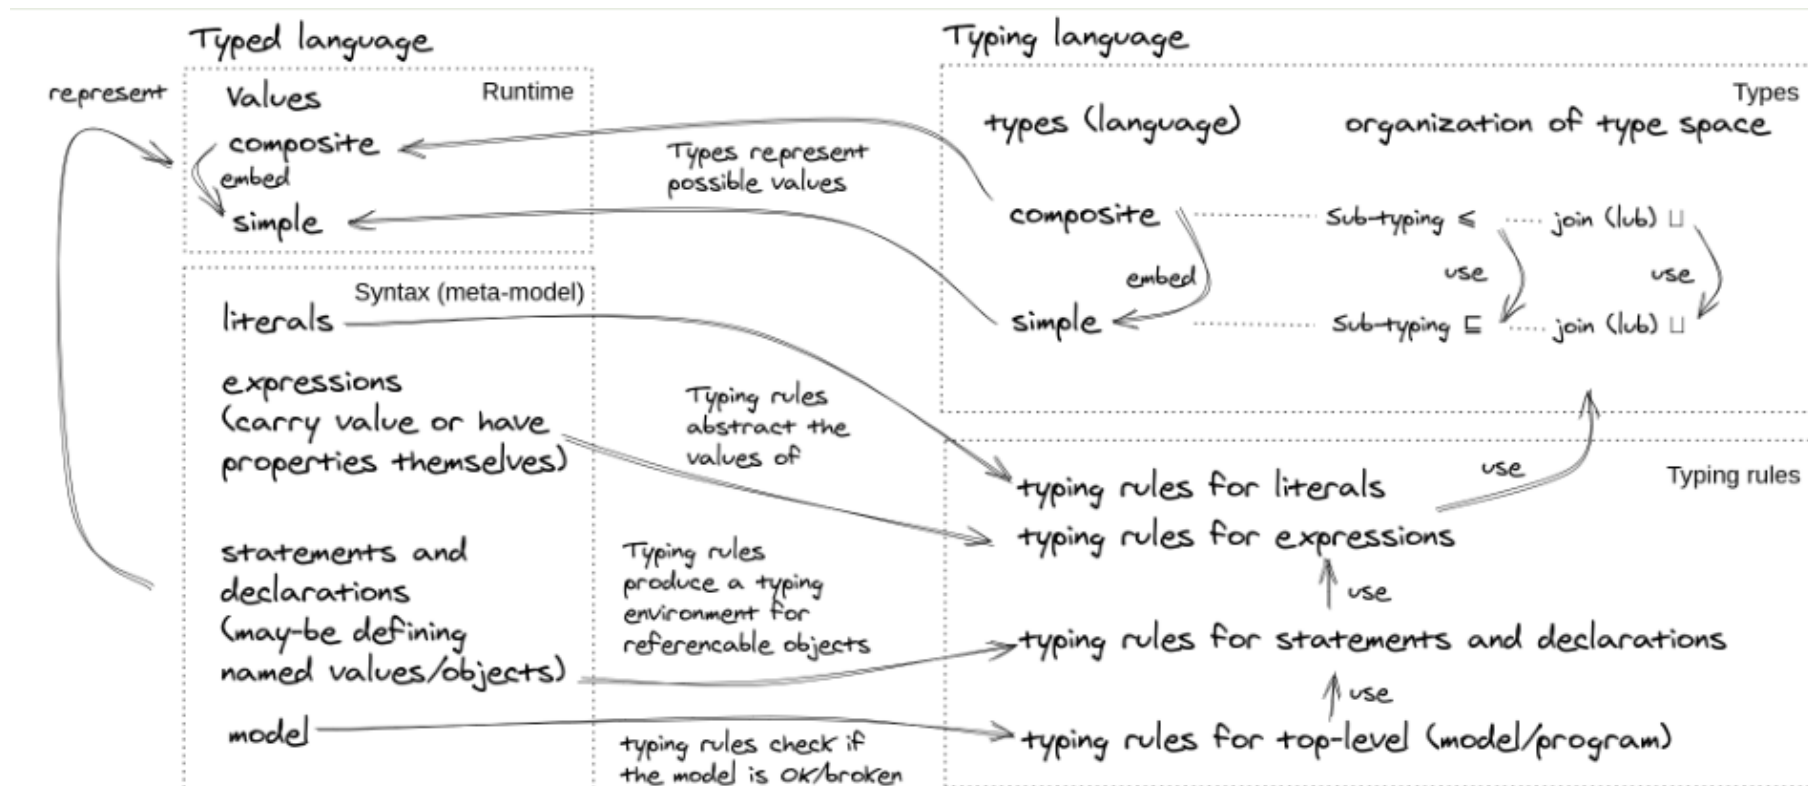 Typed language
represent
Runtime
Values
composite
embed
simple
Syntax (meta-model)
literals
expressions
(carry value or have
properties themselves)
statements and
declarations
(may-be defining
named values/objects)
model
Types represent
possible values
Typing rules
abstract the
values of
Typing rules
produce a typing
environment for
referencable objects
typing rules check if
the model is OK/broken
Typing language
Types
types (language)
organization of type space
composite
Sub-typing ⩽
join (lub) ⊔
embed
use
use
simple
Sub-typing ⊑
join (lub) ⊔
Typing rules
use
typing rules for literals
typing rules for expressions
use
typing rules for statements and declarations
use
typing rules for top-level (model/program)